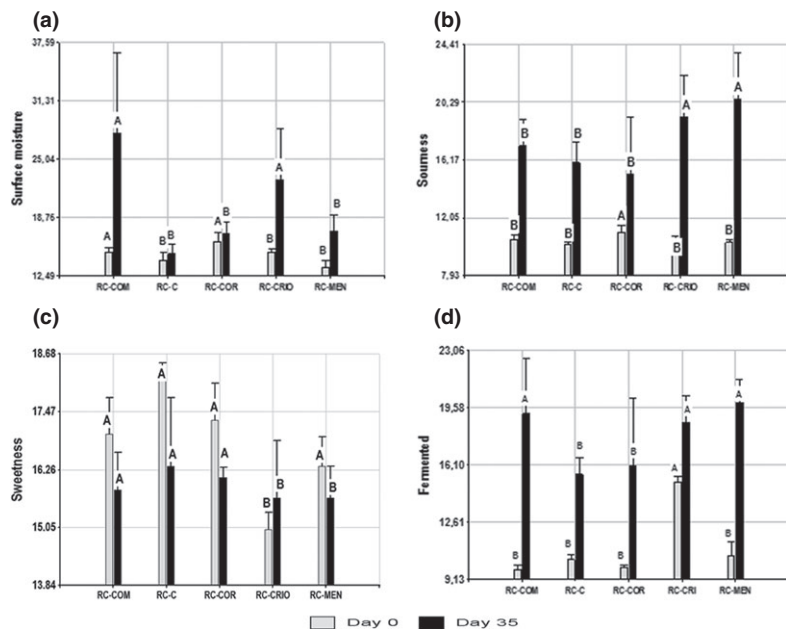 (a)
37,59
31,31
25,04
18,76
12,49
Surface moisture
A A B B A B B A B B
RC-COM RC-C RC-COR RC-CRIO RC-MEN
(b)
24,41
20,29
16,17
12,05
7,93
Sourness
B B B B A B B A B A
RC-COM RC-C RC-COR RC-CRIO RC-MEN
(c)
18.68
17.47
16.26
15.05
13.84
Sweetness
A A A A A A B B A B
RC-COM RC-C RC-COR RC-CRIO RC-MEN
(d)
23,06
19,58
16,10
12,61
9,13
Fermented
B A B B B B A A B A
RC-COM RC-C RC-COR RC-CRI RC-MEN
Day 0 Day 35